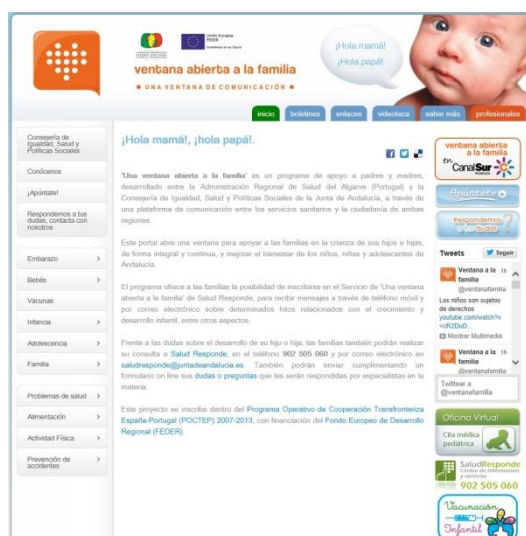 Unión Europea
FEDER
ventana abierta a la familia
UNA VENTANA DE COMUNICACIÓN
¡Hola mamá!
¡Hola papá!
inicio
boletines
enlaces
videoteca
saber más
profesionales
Consejería de
Igualdad, Salud y
Políticas Sociales
Conócenos
¡Apúntate!
Respondemos a tus
dudas, contacta con
nosotros
Embarazo
Bebés
Vacunas
Infancia
Adolescencia
Familia
Problemas de salud
Alimentación
Actividad Física
Prevención de
accidentes
¡Hola mamá!, ¡hola papá!.
'Una ventana abierta a la familia' es un programa de apoyo a padres y madres,
desarrollado entre la Administración Regional de Salud del Algarve (Portugal) y la
Consejería de Igualdad, Salud y Políticas Sociales de la Junta de Andalucía, a través de
una plataforma de comunicación entre los servicios sanitarios y la ciudadanía de ambas
regiones.
Este portal abre una ventana para apoyar a las familias en la crianza de sus hijos e hijas,
de forma integral y continua, y mejorar el bienestar de los niños, niñas y adolescentes de
Andalucía.
El programa ofrece a las familias la posibilidad de inscribirse en el Servicio de 'Una ventana
abierta a la familia' de Salud Responde, para recibir mensajes a través de teléfono móvil y
por correo electrónico sobre determinados hitos relacionados con el crecimiento y
desarrollo infantil, entre otros aspectos.
Frente a las dudas sobre el desarrollo de su hijo o hija, las familias también podrán realizar
su consulta a Salud Responde, en el teléfono 902 505 060 y por correo electrónico en
saludresponde@juntadeandalucia.es. También podrán enviar cumplimentando un
formulario on line sus dudas o preguntas que les serán respondidas por especialistas en la
materia.
Este proyecto se inscribe dentro del Programa Operativo de Cooperación Transfronteriza
España-Portugal (POCTEP) 2007-2013, con financiación del Fondo Europeo de Desarrollo
Regional (FEDER).
ventana abierta
a la familia
en
CanalSur
Apúntate
Respondemos
a tu dudas
?
Tweets
Seguir
Ventana a la 1h
familia
@ventanafamilia
Los niños son sujetos
de derechos
youtube.com/watch?v
=cR2DuD...
Mostrar Multimedia
Ventana a la 1h
familia
@ventanafamilia
Twittear a
@ventanafamilia
Oficina Virtual
Cita médica
pediátrica
SaludResponde
Centro de información
y servicios
902 505 060
Vacunación
Infantil